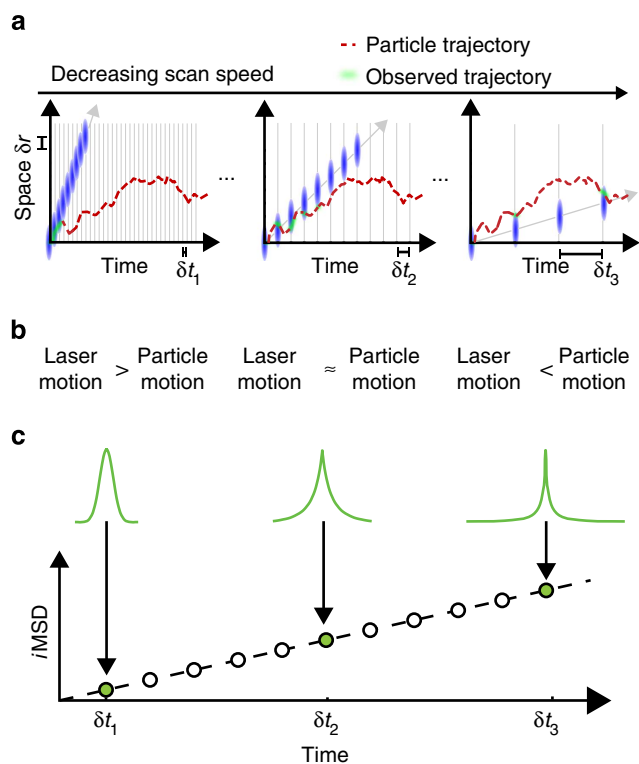 a
Particle trajectory
Decreasing scan speed
Observed trajectory
Space δr
...
...
Time
δt1
Time
δt2
Time
δt3
b
Laser motion > Particle motion
Laser motion ≈ Particle motion
Laser motion < Particle motion
c
iMSD
δt1
δt2
δt3
Time